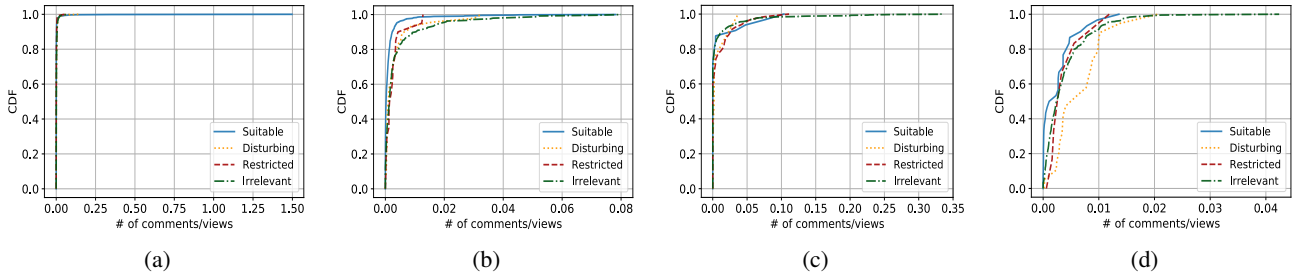 CDF
1.0
0.8
0.6
0.4
0.2
0.0
Suitable
Disturbing
Restricted
Irrelevant
0.00 0.25 0.50 0.75 1.00 1.25 1.50
# of comments/views
(a)
CDF
1.0
0.8
0.6
0.4
0.2
0.0
Suitable
Disturbing
Restricted
Irrelevant
0.00 0.02 0.04 0.06 0.08
# of comments/views
(b)
CDF
1.0
0.8
0.6
0.4
0.2
0.0
Suitable
Disturbing
Restricted
Irrelevant
0.00 0.05 0.10 0.15 0.20 0.25 0.30 0.35
# of comments/views
(c)
CDF
1.0
0.8
0.6
0.4
0.2
0.0
Suitable
Disturbing
Restricted
Irrelevant
0.00 0.01 0.02 0.03 0.04
# of comments/views
(d)